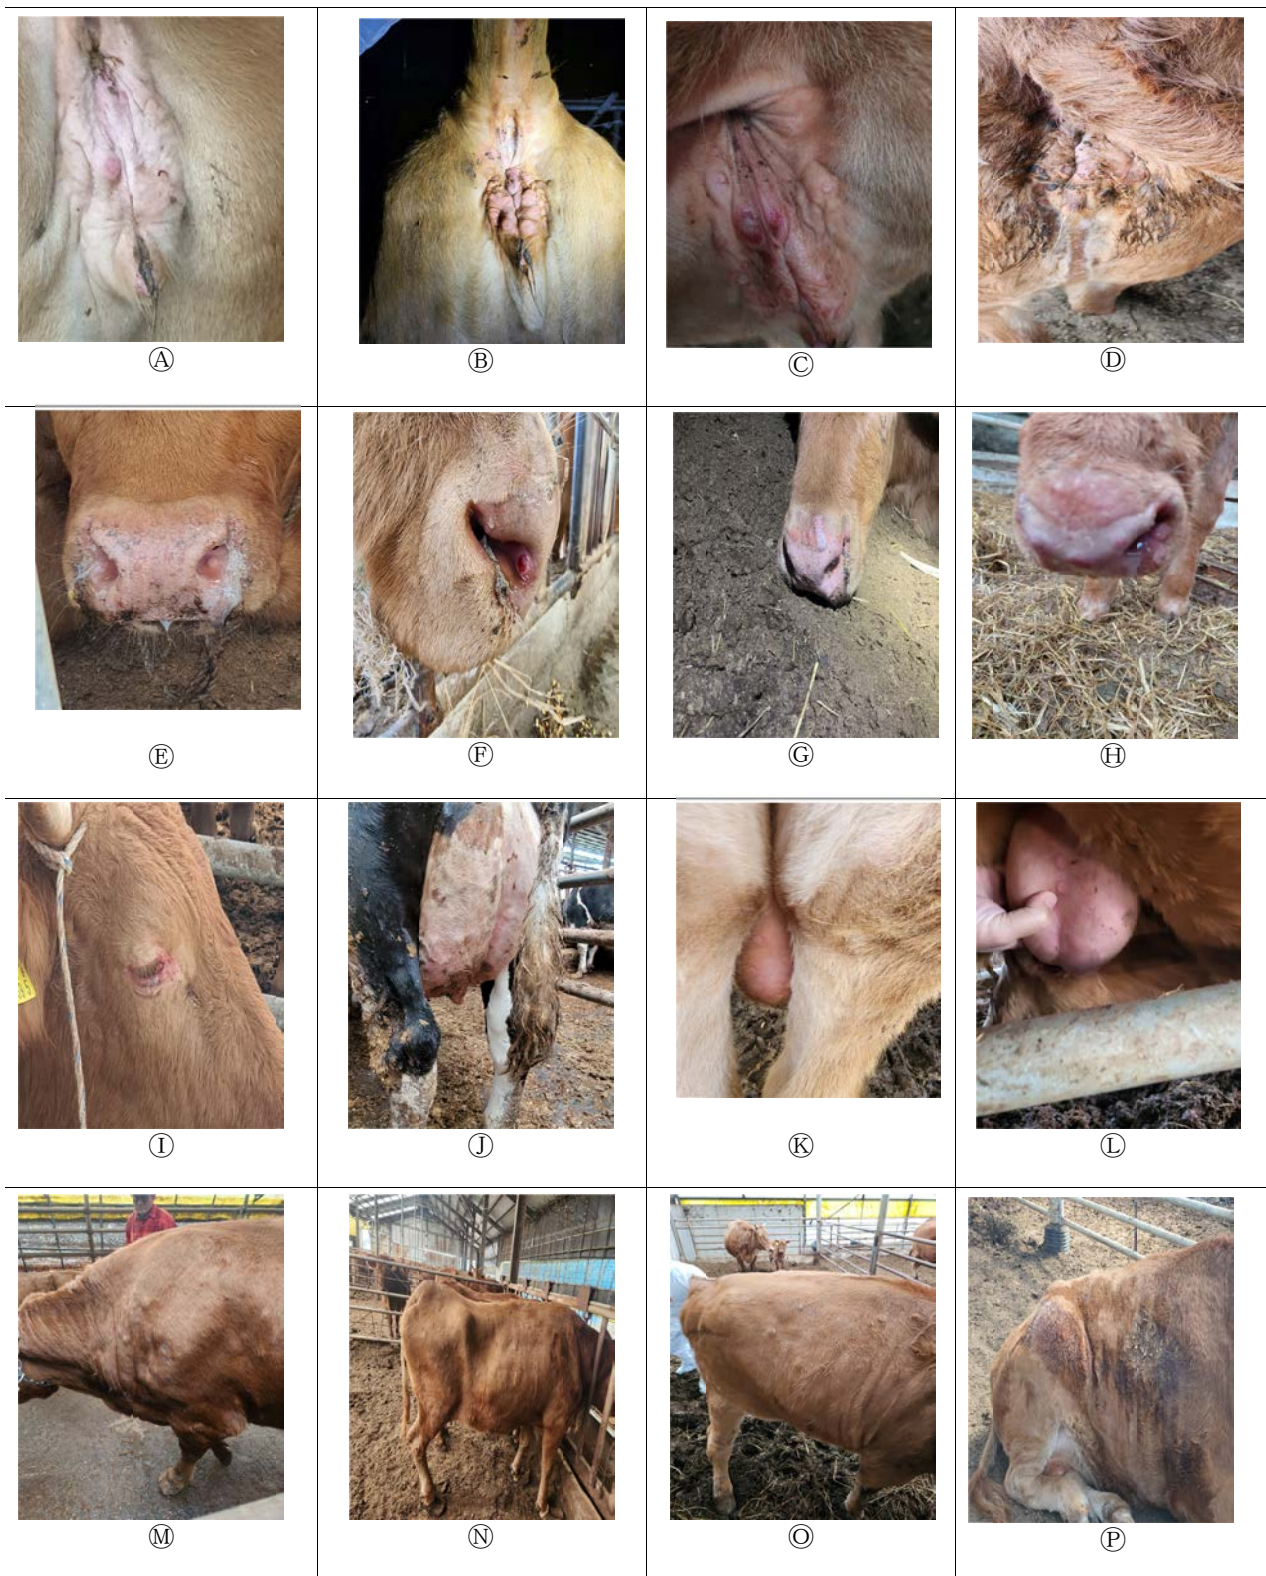 Ⓐ Ⓑ Ⓒ Ⓓ
Ⓔ Ⓕ Ⓖ Ⓗ
Ⓘ Ⓙ Ⓚ Ⓛ
Ⓜ Ⓝ Ⓞ Ⓟ